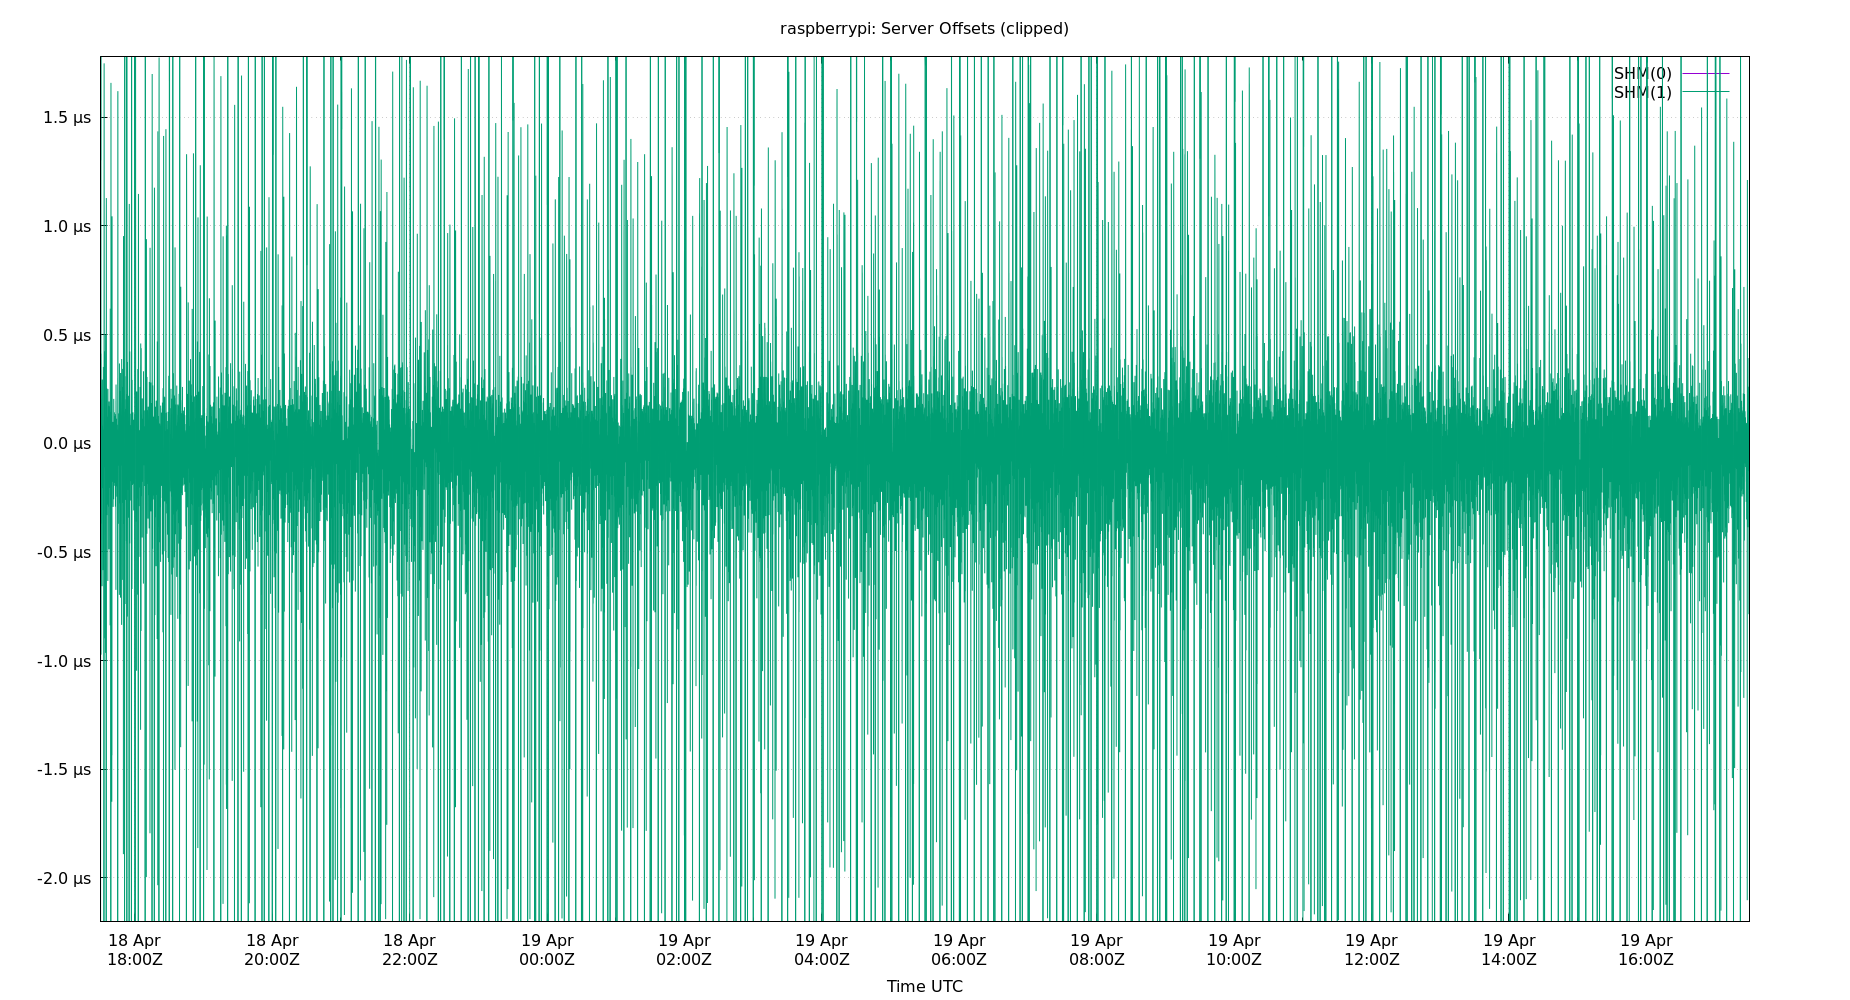 raspberrypi: Server Offsets (clipped)
SHM(0)
SHM(1)
1.5 µs
1.0 µs
0.5 µs
0.0 µs
-0.5 µs
-1.0 µs
-1.5 µs
-2.0 µs
18 Apr 18 Apr 18 Apr 19 Apr 19 Apr 19 Apr 19 Apr 19 Apr 19 Apr 19 Apr 19 Apr 19 Apr
18:00Z 20:00Z 22:00Z 00:00Z 02:00Z 04:00Z 06:00Z 08:00Z 10:00Z 12:00Z 14:00Z 16:00Z
Time UTC